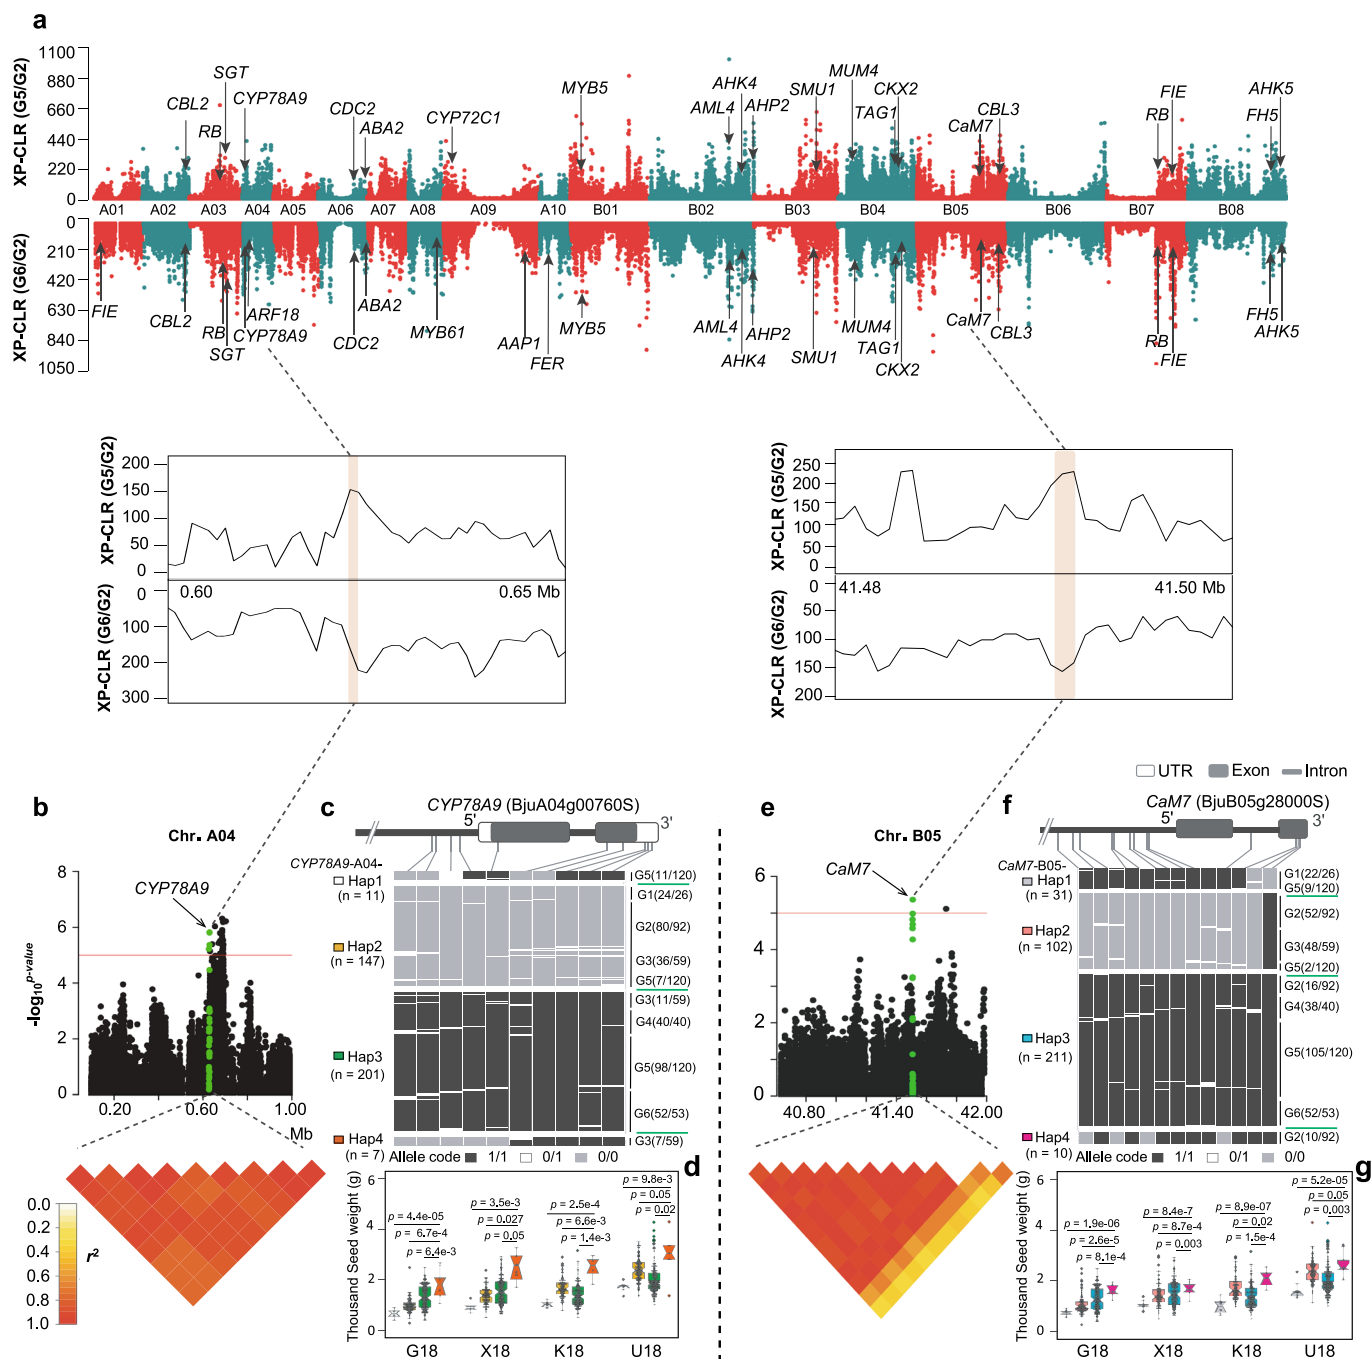 a
XP-CLR (G5/G2)
1100
880
660
440
220
0
CBL2
RB
SGT
CYP78A9
CDC2
ABA2
CYP72C1
MYB5
AML4
AHK4
AHP2
SMU1
MUM4
TAG1
CKX2
CaM7
CBL3
RB
FIE
FH5
AHK5
A01 A02 A03 A04 A05 A06 A07 A08 A09 A10 B01 B02 B03 B04 B05 B06 B07 B08
XP-CLR (G6/G2)
0
210
420
630
840
1050
FIE
CBL2
RB
SGT
ARF18
CYP78A9
CDC2
ABA2
MYB61
AAP1
FER
MYB5
AML4
AHK4
AHP2
SMU1
MUM4
TAG1
CKX2
CaM7
CBL3
RB
FIE
FH5
AHK5
XP-CLR (G5/G2)
200
150
100
50
0
0.60 0.65 Mb
XP-CLR (G6/G2)
0
100
200
300
XP-CLR (G5/G2)
250
200
150
100
50
0
41.48 41.50 Mb
XP-CLR (G6/G2)
0
50
100
150
200
UTR Exon Intron
b
Chr. A04
CYP78A9
-log10 p-value
8
6
4
2
0
0.20 0.60 1.00
Mb
0.0
0.2
0.4
0.6
0.8
1.0
r2
c
CYP78A9 (BjuA04g00760S)
5' 3'
CYP78A9-A04-
Hap1
(n = 11)
Hap2
(n = 147)
Hap3
(n = 201)
Hap4
(n = 7)
G5(11/120)
G1(24/26)
G2(80/92)
G3(36/59)
G5(7/120)
G3(11/59)
G4(40/40)
G5(98/120)
G6(52/53)
G3(7/59)
Allele code 1/1 0/1 0/0
d
Thousand Seed weight (g)
6
4
2
0
p = 4.4e-05
p = 6.7e-4
p = 6.4e-3
p = 3.5e-3
p = 0.027
p = 0.05
p = 2.5e-4
p = 6.6e-3
p = 1.4e-3
p = 9.8e-3
p = 0.05
p = 0.02
G18 X18 K18 U18
e
Chr. B05
CaM7
6
4
2
0
40.80 41.40 42.00
f
CaM7 (BjuB05g28000S)
5' 3'
CaM7-B05-
Hap1
(n = 31)
Hap2
(n = 102)
Hap3
(n = 211)
Hap4
(n = 10)
G1(22/26)
G5(9/120)
G2(52/92)
G3(48/59)
G5(2/120)
G2(16/92)
G4(38/40)
G5(105/120)
G6(52/53)
G2(10/92)
Allele code 1/1 0/1 0/0
g
Thousand Seed weight (g)
6
4
2
0
p = 1.9e-06
p = 2.6e-5
p = 8.1e-4
p = 8.4e-7
p = 8.7e-4
p = 0.003
p = 8.9e-07
p = 0.02
p = 1.5e-4
p = 5.2e-05
p = 0.05
p = 0.003
G18 X18 K18 U18